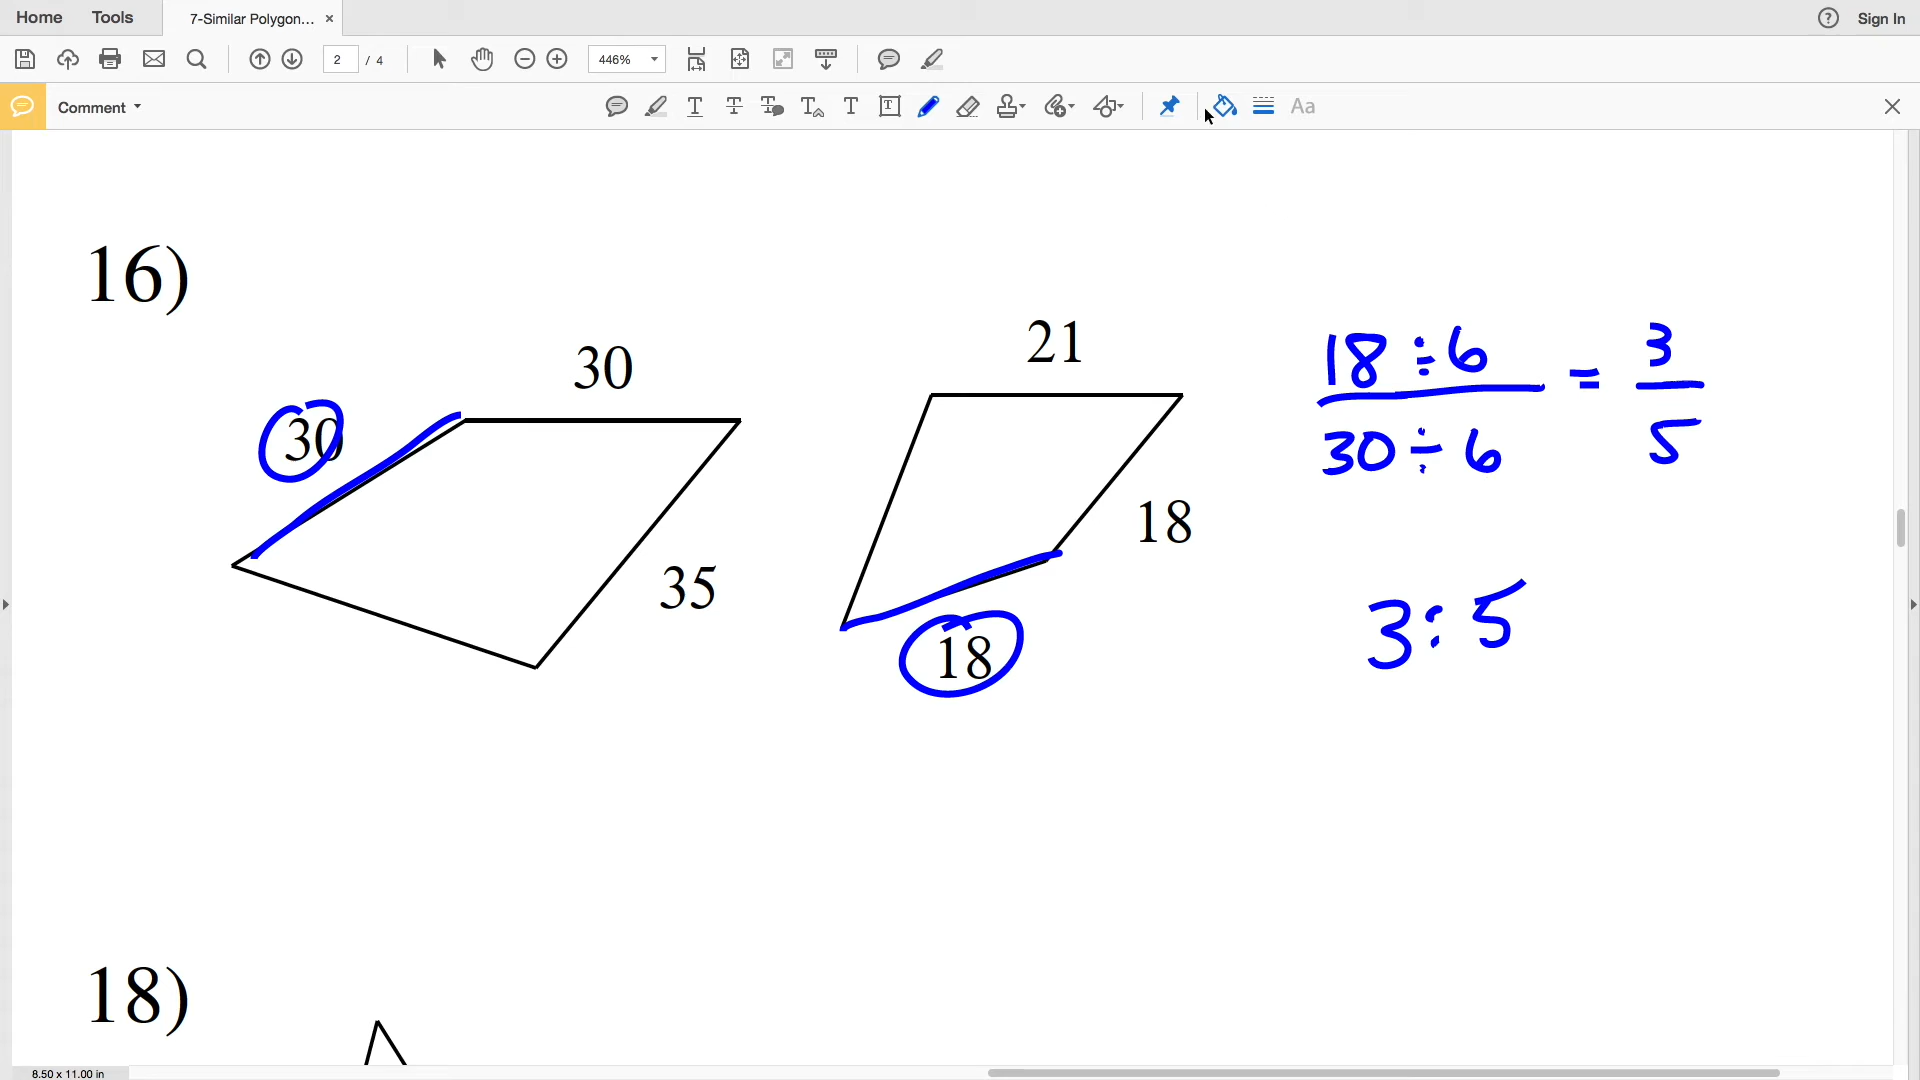 Home Tools 7-Similar Polygon... × ? Sign In
2 / 4 446%
Comment T T T T T T Aa
16)
30
30
35
21
18
18
18 ÷ 6 = 3
30 ÷ 6 5
3 : 5
18)
8.50 x 11.00 in